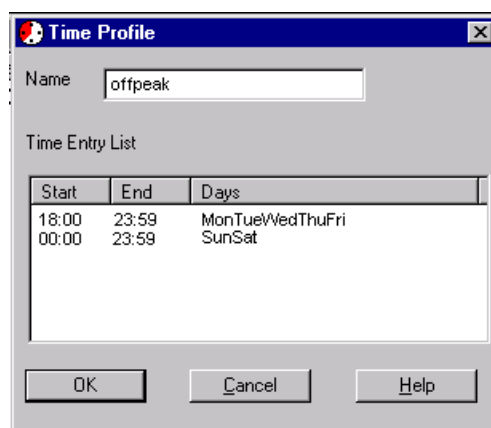 Time Profile
Name offpeak
Time Entry List
Start End Days
18:00 23:59 MonTueWedThuFri
00:00 23:59 SunSat
OK Cancel Help